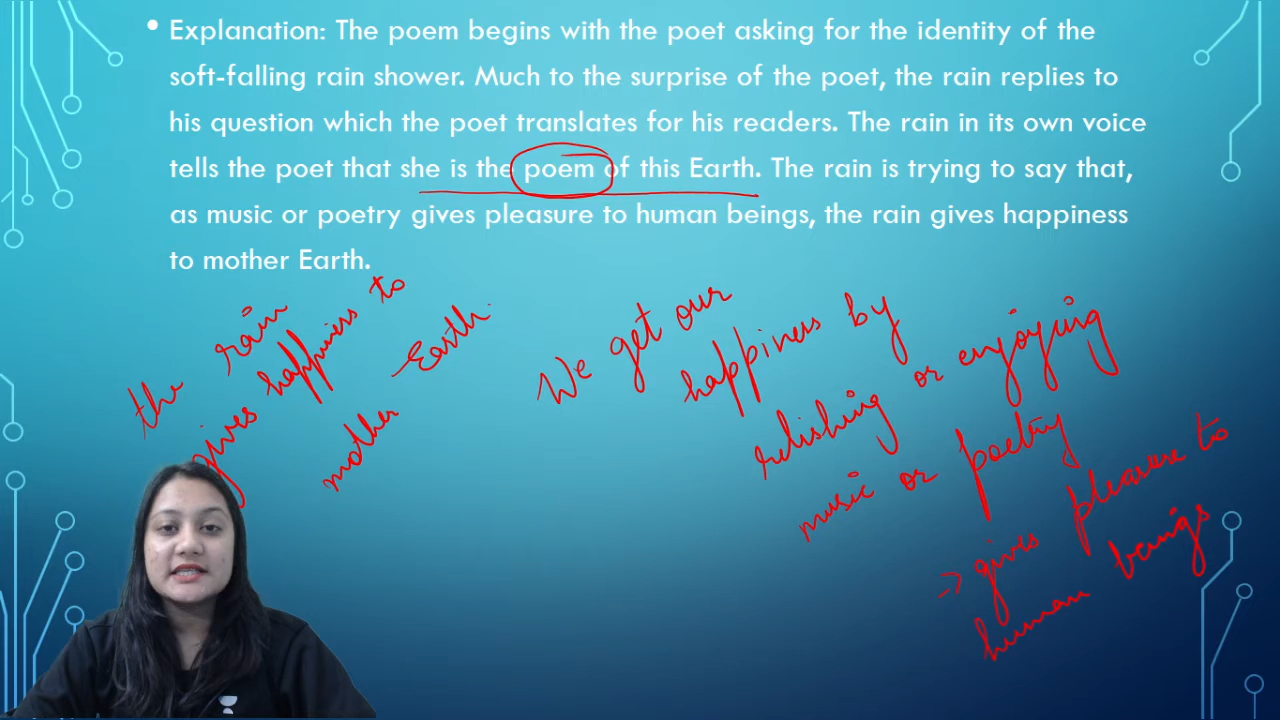 • Explanation: The poem begins with the poet asking for the identity of the
soft-falling rain shower. Much to the surprise of the poet, the rain replies to
his question which the poet translates for his readers. The rain in its own voice
tells the poet that she is the poem of this Earth. The rain is trying to say that,
as music or poetry gives pleasure to human beings, the rain gives happiness
to mother Earth.
the rain
gives happiness to
mother Earth.
We get our
happiness by
relishing or enjoying
music or poetry
→ gives pleasure to
human beings